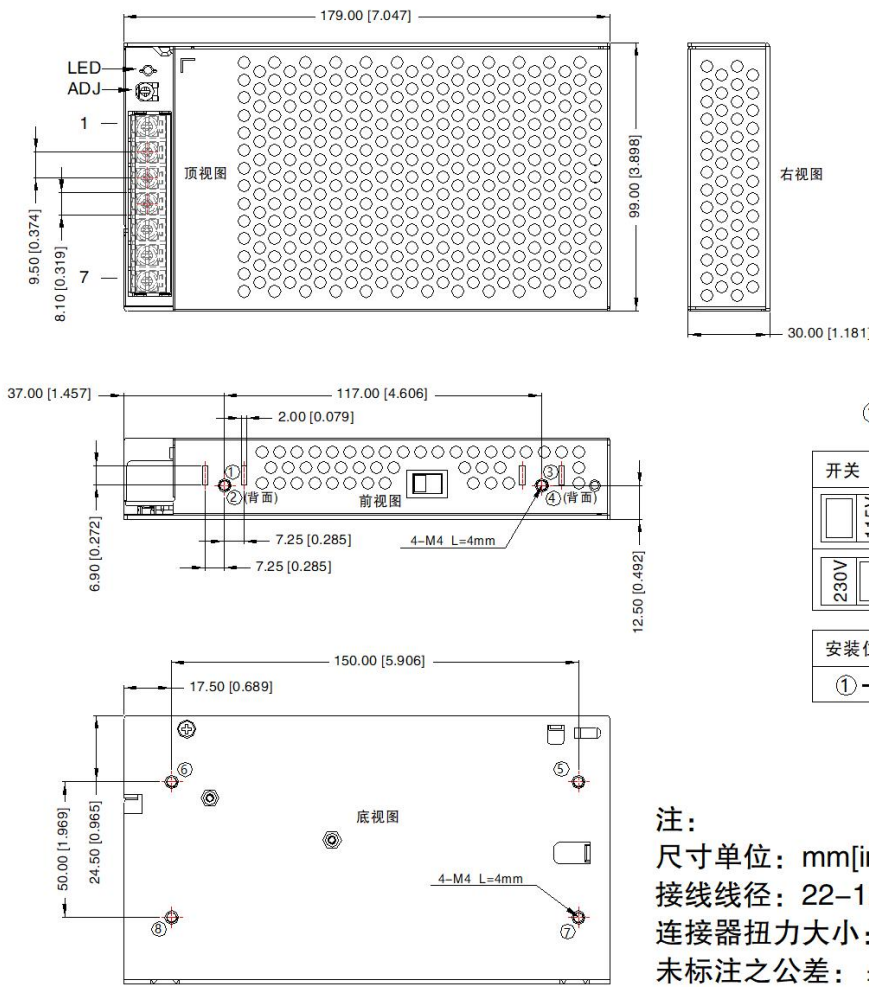 179.00 [7.047]
LED
ADJ
1
顶视图
右视图
99.00 [3.898]
9.50 [0.374]
8.10 [0.319]
7
30.00 [1.181]
37.00 [1.457]
117.00 [4.606]
2.00 [0.079]
① ③
②(背面) 前视图 ④(背面)
6.90 [0.272]
7.25 [0.285]
4-M4 L=4mm
7.25 [0.285]
12.50 [0.492]
开关
115V
230V
安装位
①
150.00 [5.906]
17.50 [0.689]
⑥ ⑤
底视图
50.00 [1.969]
24.50 [0.965]
4-M4 L=4mm
⑧ ⑦
注:
尺寸单位：mm[in
接线线径：22-1
连接器扭力大小：
未标注之公差：